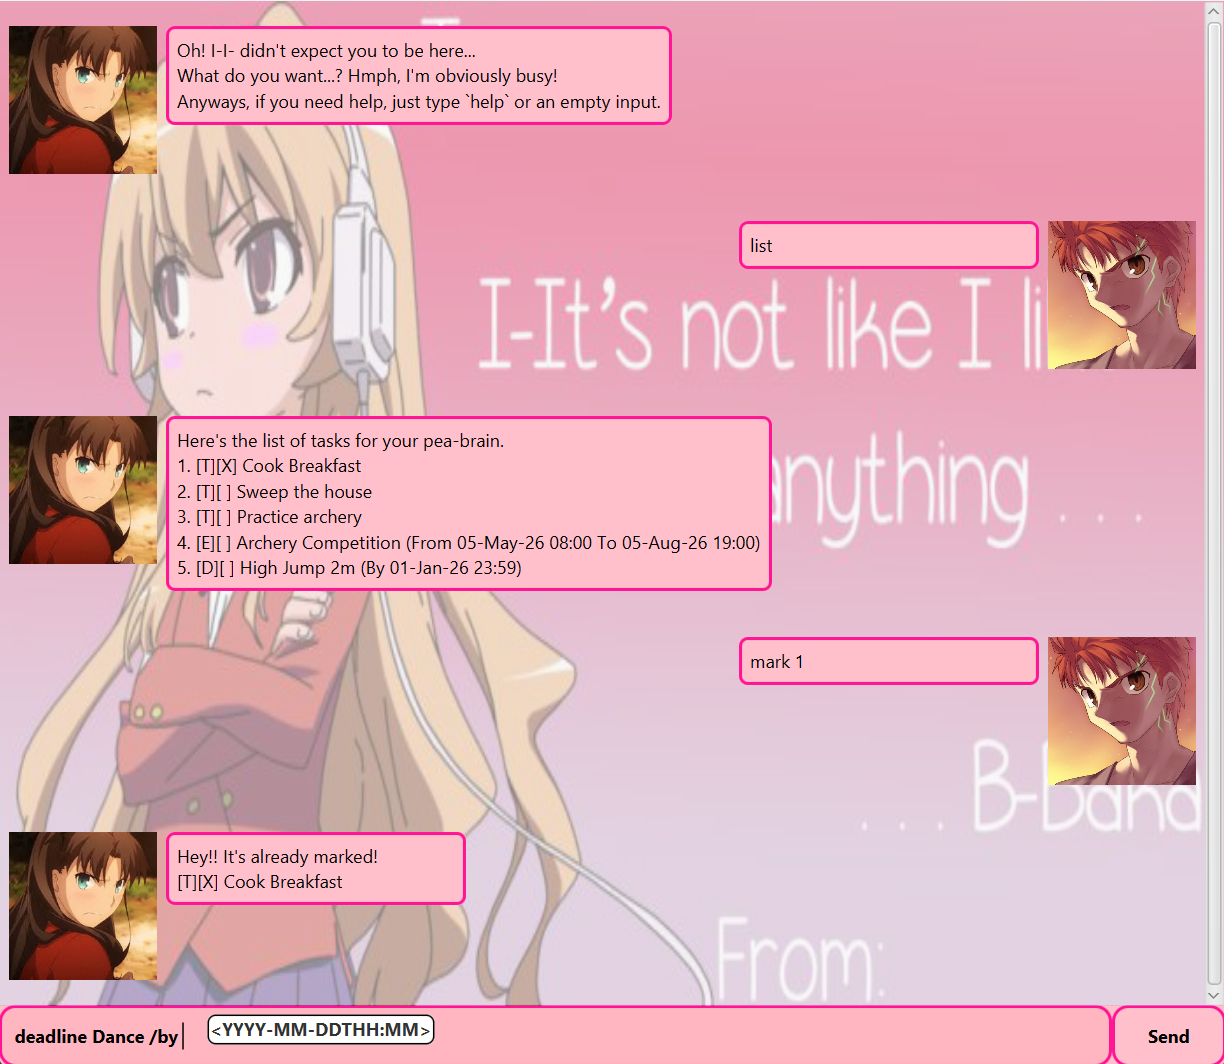 Oh! I-I- didn't expect you to be here...
What do you want...? Hmph, I'm obviously busy!
Anyways, if you need help, just type `help` or an empty input.
list
I-It's not like I li
Here's the list of tasks for your pea-brain.
1. [T][X] Cook Breakfast
2. [T][ ] Sweep the house
3. [T][ ] Practice archery
4. [E][ ] Archery Competition (From 05-May-26 08:00 To 05-Aug-26 19:00)
5. [D][ ] High Jump 2m (By 01-Jan-26 23:59)
anything . . .
mark 1
. . . B-Baka
Hey!! It's already marked!
[T][X] Cook Breakfast
From:
deadline Dance /by <YYYY-MM-DDTHH:MM> Send